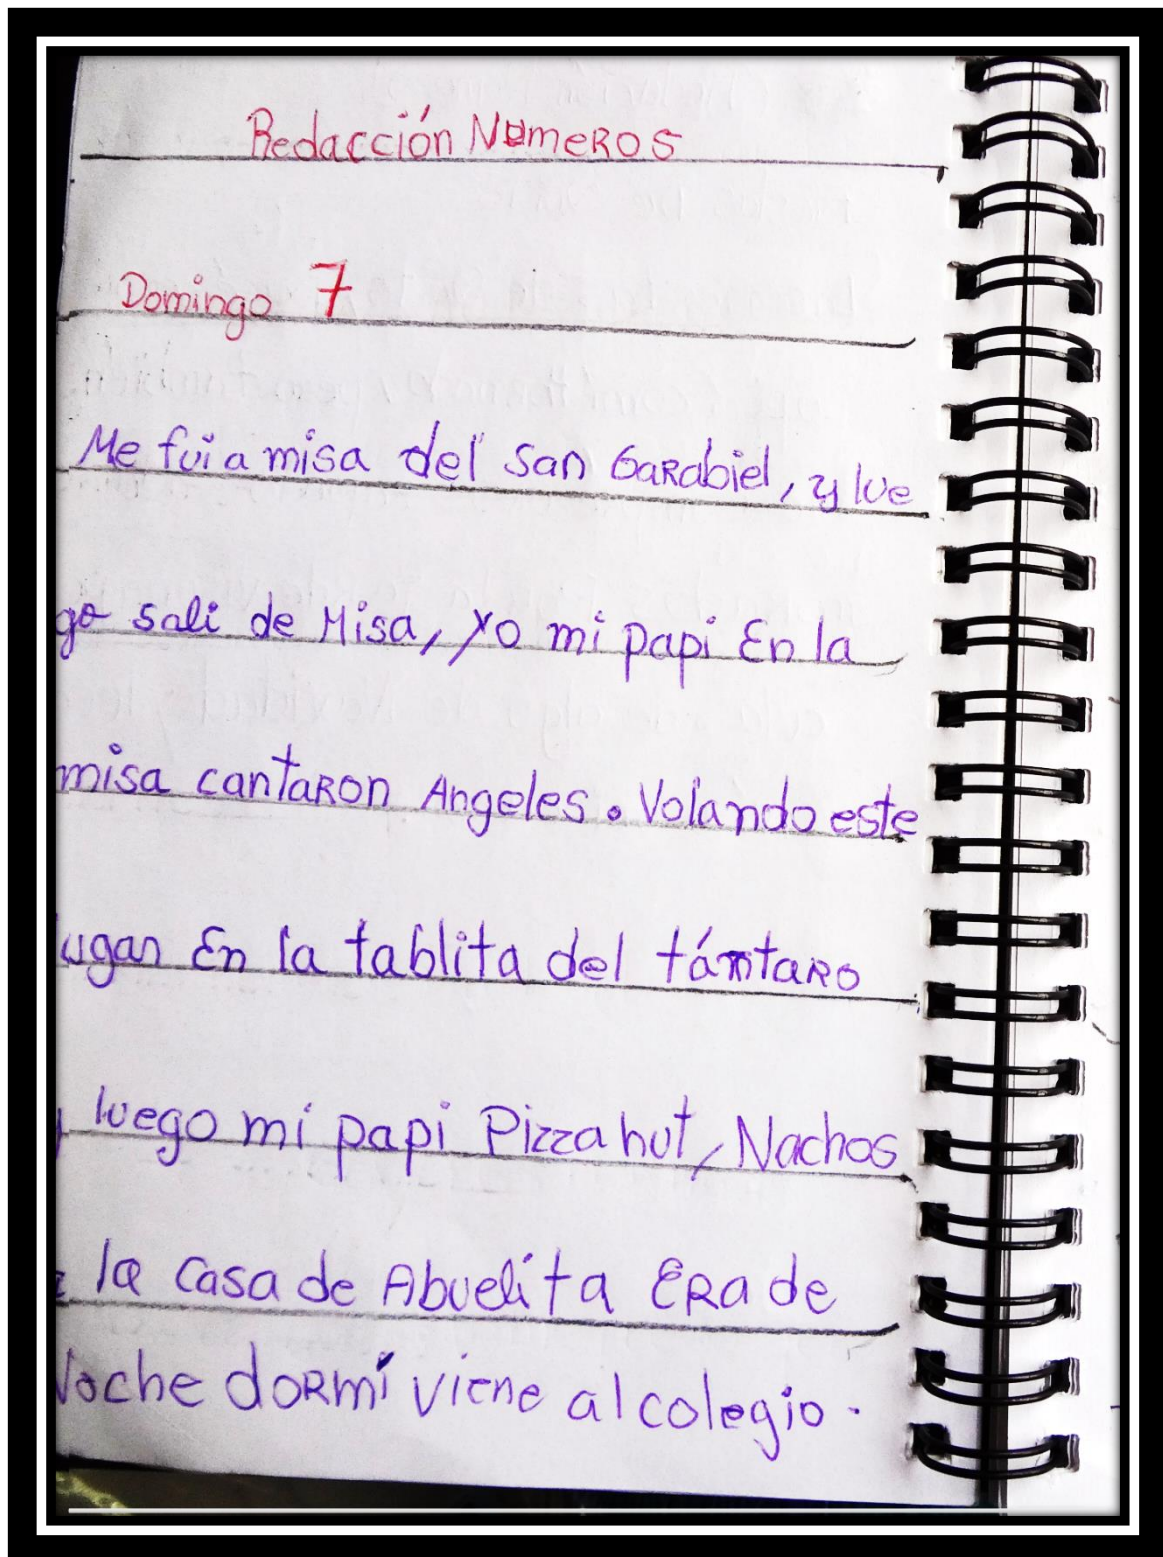 Redacción NumeROS
Domingo 7
Me fui a misa del San GaRabiel, y lue
go sali de Misa, yo mi papi En la
misa cantaRon Angeles. Volando este
lugan En la tablita del
luego mi papi Pizza hut, Nachos
la casa de Abuelita ERa de
Noche doRmí viene al colegio.